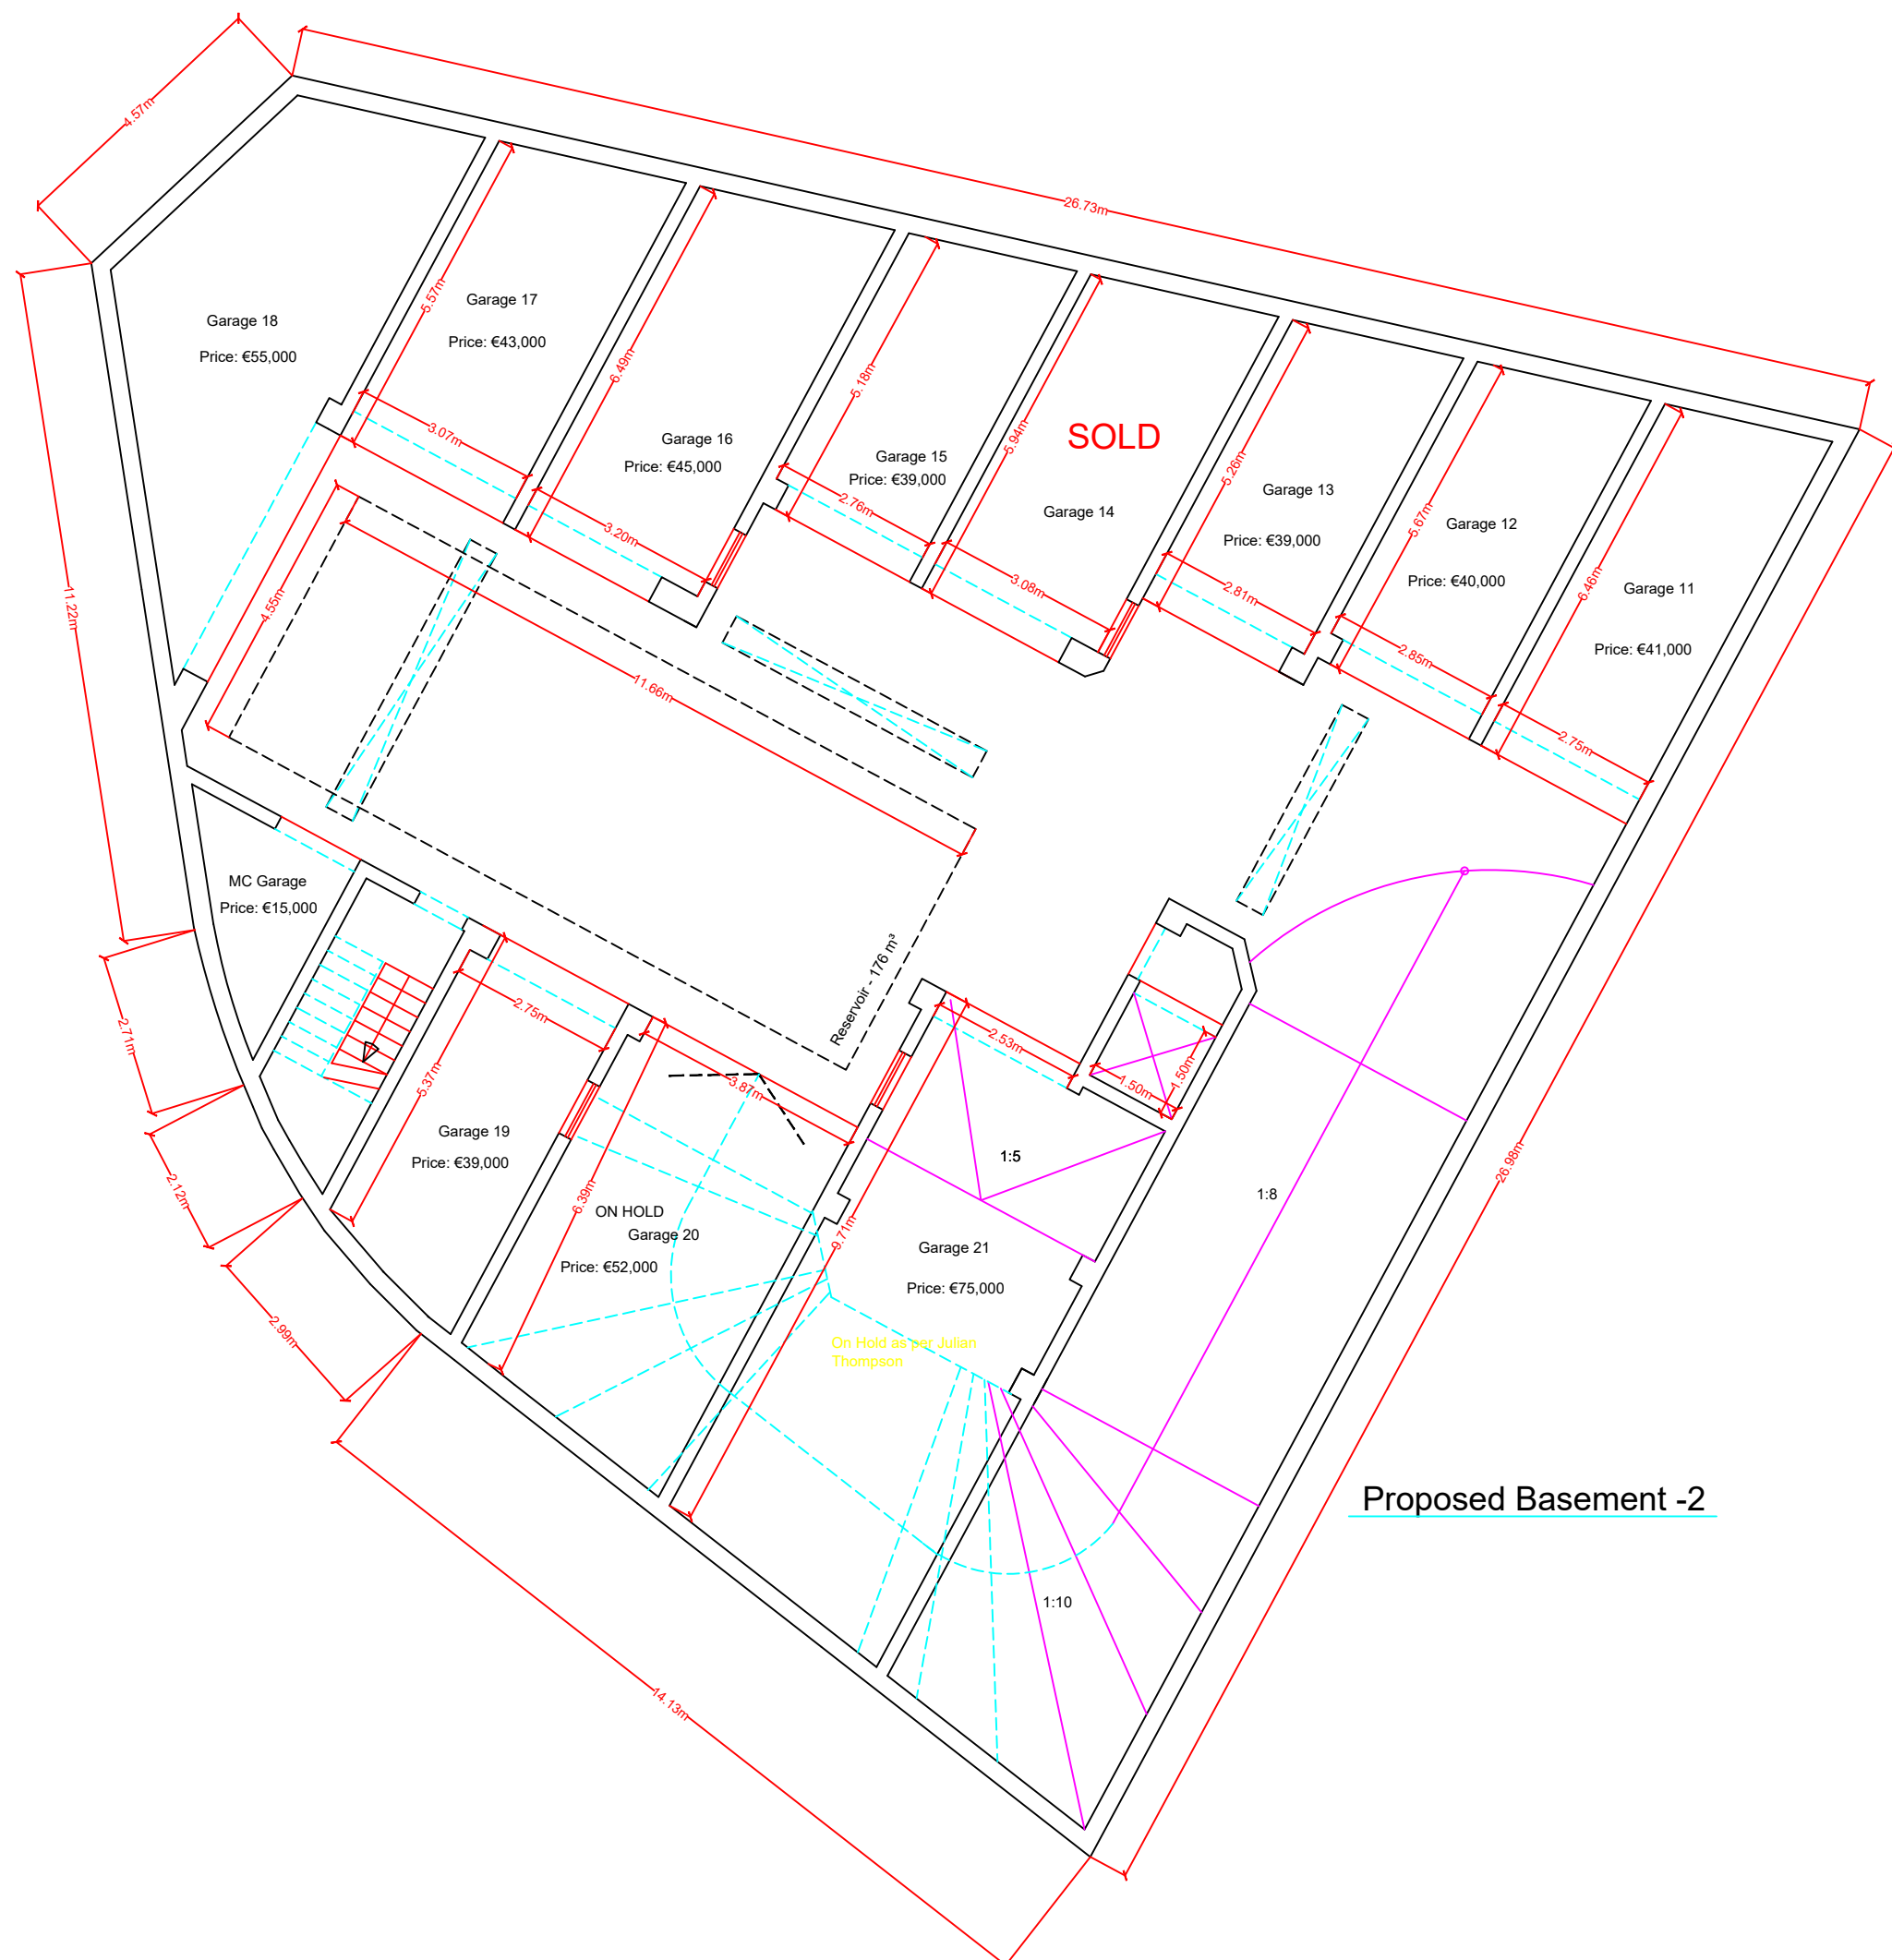 4.57m
26.73m
Garage 18
Price: €55,000
5.57m
Garage 17
Price: €43,000
3.07m
6.49m
Garage 16
Price: €45,000
3.20m
5.18m
Garage 15
Price: €39,000
2.76m
5.94m
SOLD
Garage 14
3.08m
5.26m
Garage 13
Price: €39,000
2.81m
5.67m
Garage 12
Price: €40,000
2.85m
6.46m
Garage 11
Price: €41,000
2.75m
11.22m
4.55m
11.66m
Reservoir - 176 m³
MC Garage
Price: €15,000
2.71m
2.12m
2.99m
2.75m
5.37m
Garage 19
Price: €39,000
3.87m
6.39m
ON HOLD
Garage 20
Price: €52,000
2.53m
1.50m
1.50m
1:5
9.71m
Garage 21
Price: €75,000
On Hold as per Julian
Thompson
1:8
26.98m
1:10
14.13m
Proposed Basement -2